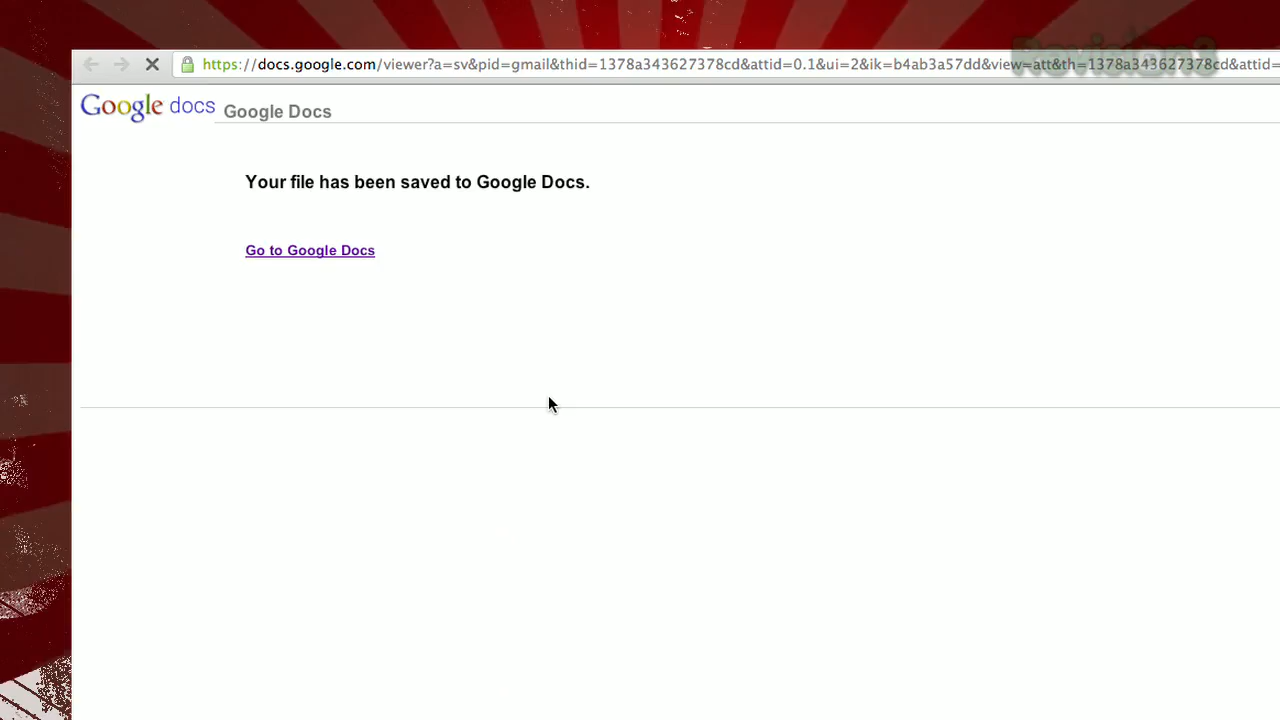 Revision3
https://docs.google.com/viewer?a=sv&pid=gmail&thid=1378a343627378cd&attid=0.1&ui=2&ik=b4ab3a57dd&view=att&th=1378a343627378cd&attid=
Google docs Google Docs
Your file has been saved to Google Docs.
Go to Google Docs